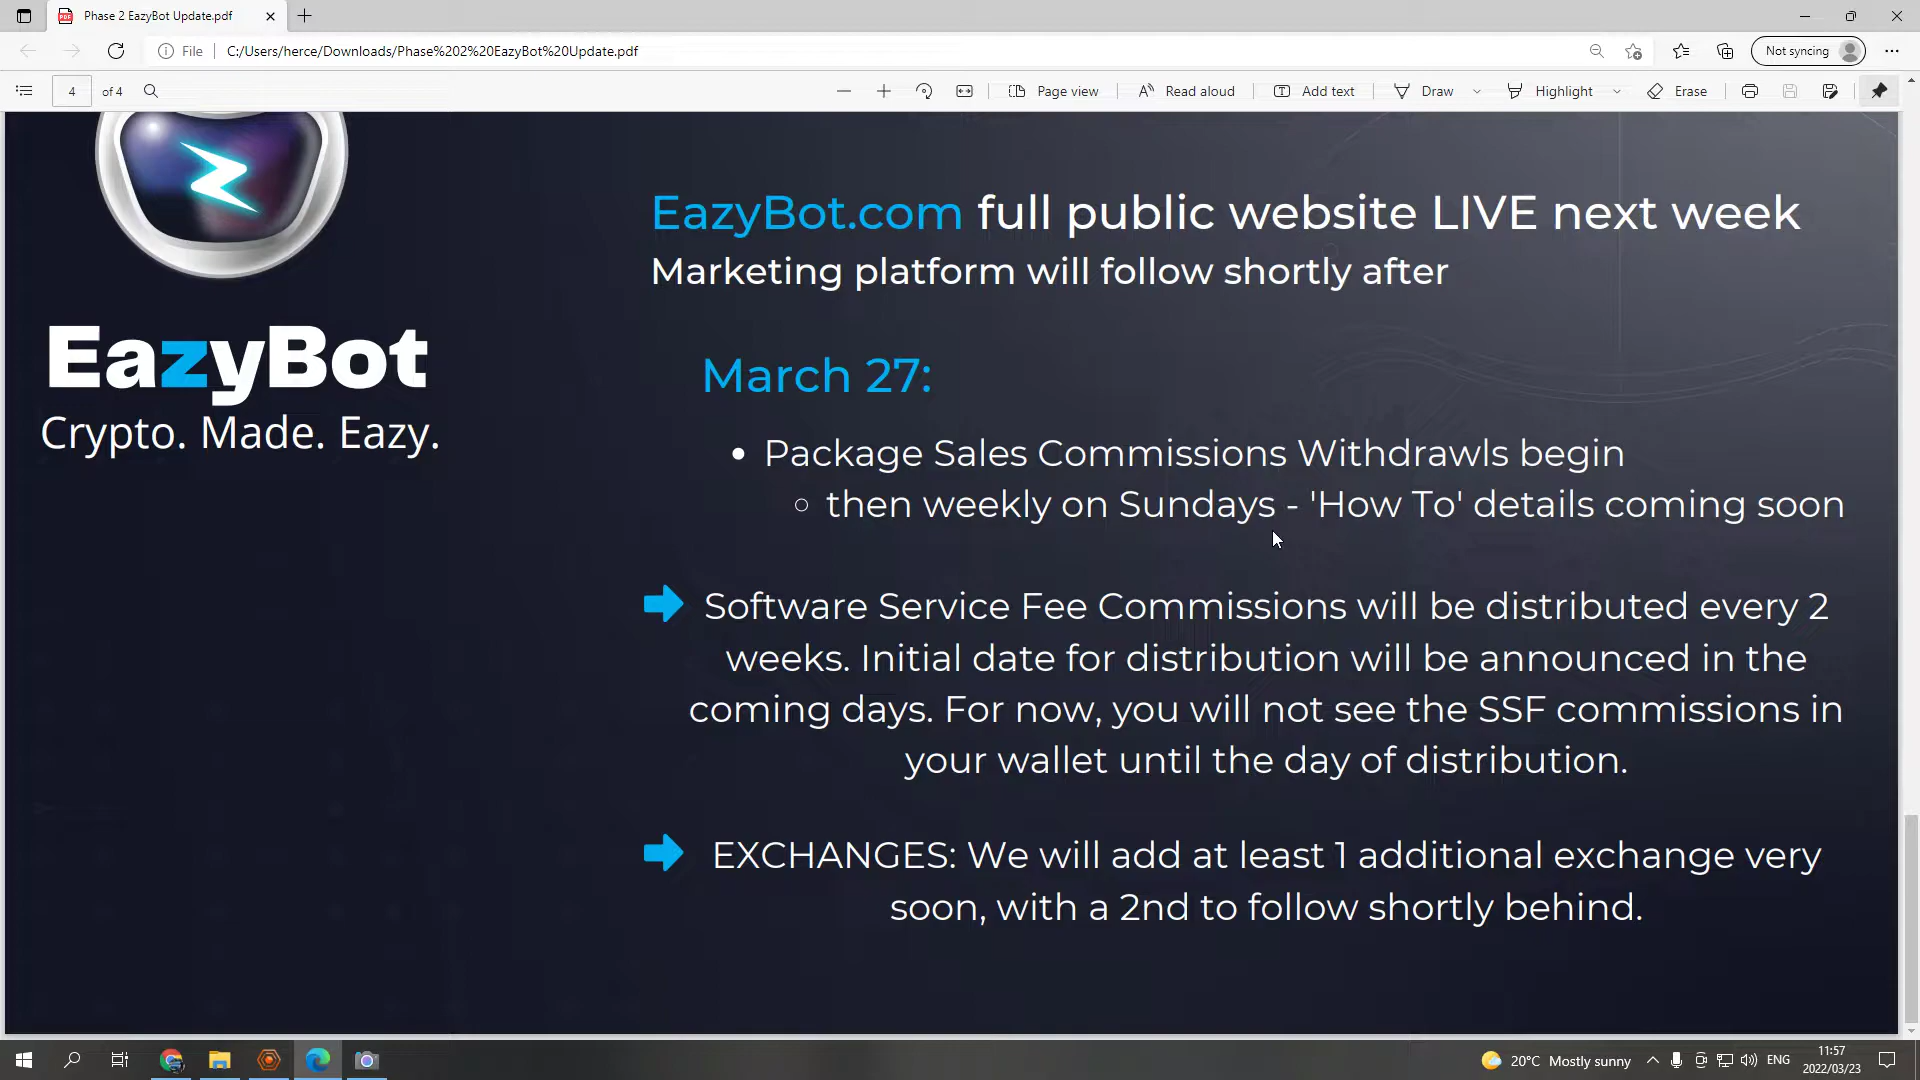 Phase 2 EazyBot Update.pdf
File
C:/Users/herce/Downloads/Phase%202%20EazyBot%20Update.pdf
Not syncing
4 of 4
Page view
Read aloud
Add text
Draw
Highlight
Erase
EazyBot.com full public website LIVE next week
Marketing platform will follow shortly after
EazyBot
Crypto. Made. Eazy.
March 27:
• Package Sales Commissions Withdrawls begin
○ then weekly on Sundays - 'How To' details coming soon
Software Service Fee Commissions will be distributed every 2
weeks. Initial date for distribution will be announced in the
coming days. For now, you will not see the SSF commissions in
your wallet until the day of distribution.
EXCHANGES: We will add at least 1 additional exchange very
soon, with a 2nd to follow shortly behind.
20°C Mostly sunny
ENG
11:57
2022/03/23